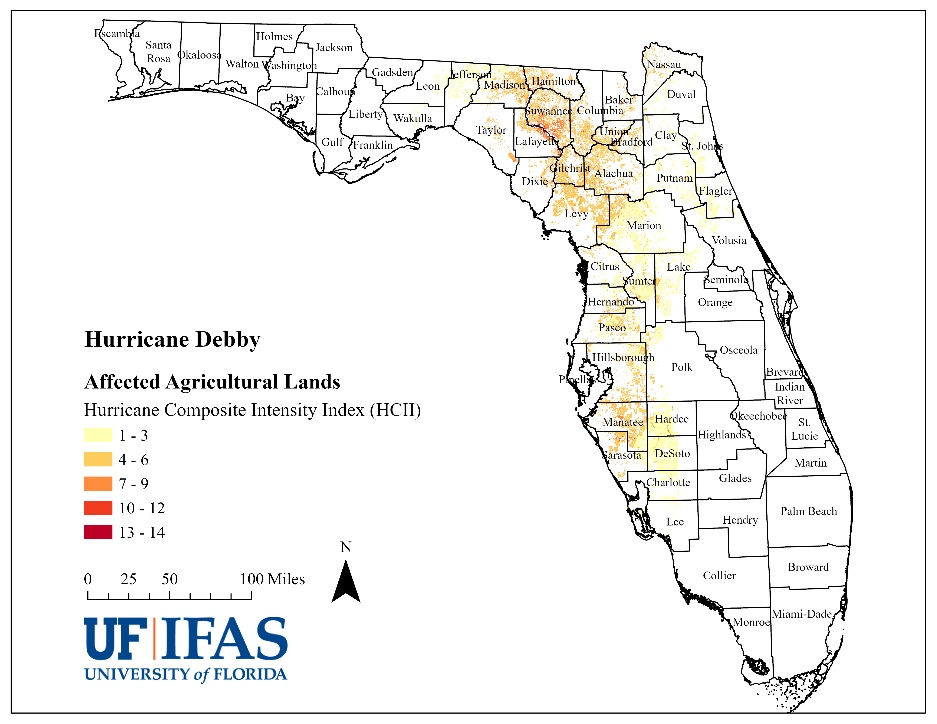 Escambia
Santa
Rosa
Okaloosa
Walton
Holmes
Washington
Jackson
Bay
Calhoun
Gulf
Gadsden
Liberty
Franklin
Leon
Wakulla
Jefferson
Madison
Taylor
Hamilton
Suwannee
Lafayette
Dixie
Columbia
Baker
Union
Bradford
Gilchrist
Alachua
Levy
Nassau
Duval
Clay
St. Johns
Putnam
Flagler
Marion
Volusia
Citrus
Sumter
Lake
Seminole
Orange
Hernando
Pasco
Hillsborough
Pinellas
Polk
Osceola
Brevard
Indian
River
Manatee
Hardee
Highlands
Okeechobee
St.
Lucie
Sarasota
DeSoto
Martin
Charlotte
Glades
Lee
Hendry
Palm Beach
Collier
Broward
Monroe
Miami-Dade
Hurricane Debby
Affected Agricultural Lands
Hurricane Composite Intensity Index (HCII)
1 - 3
4 - 6
7 - 9
10 - 12
13 - 14
N
0 25 50 100 Miles
UF|IFAS
UNIVERSITY of FLORIDA